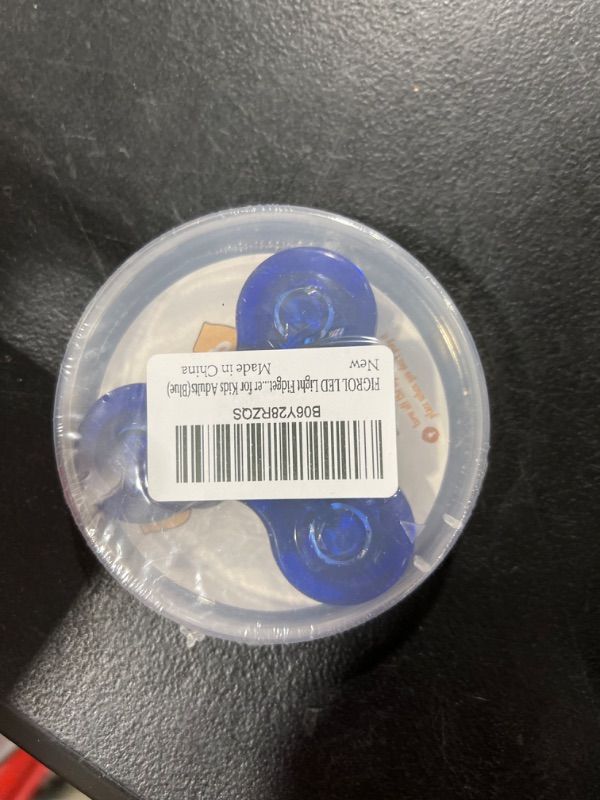 B06Y28RZQS
FIGROL LED Light Fidget...er for Kids Adults(Blue)
New
Made in China